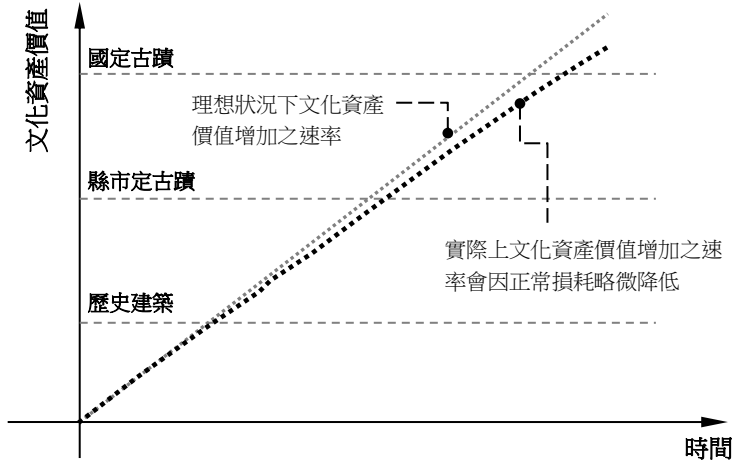 文化資產價值
國定古蹟
理想狀況下文化資產
價值增加之速率
縣市定古蹟
實際上文化資產價值增加之速
率會因正常損耗略微降低
歷史建築
時間